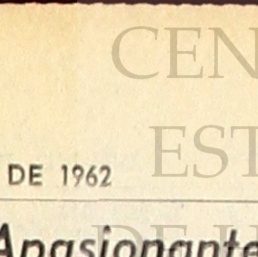 CEN
EST
DE 1962
Apasionante